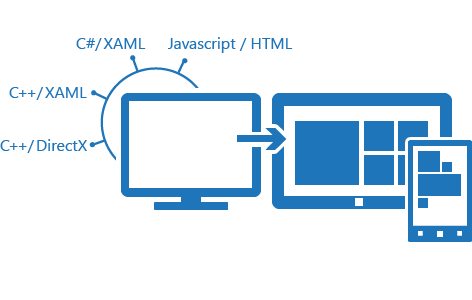 C#/XAML
Javascript / HTML
C++/XAML
C++/DirectX